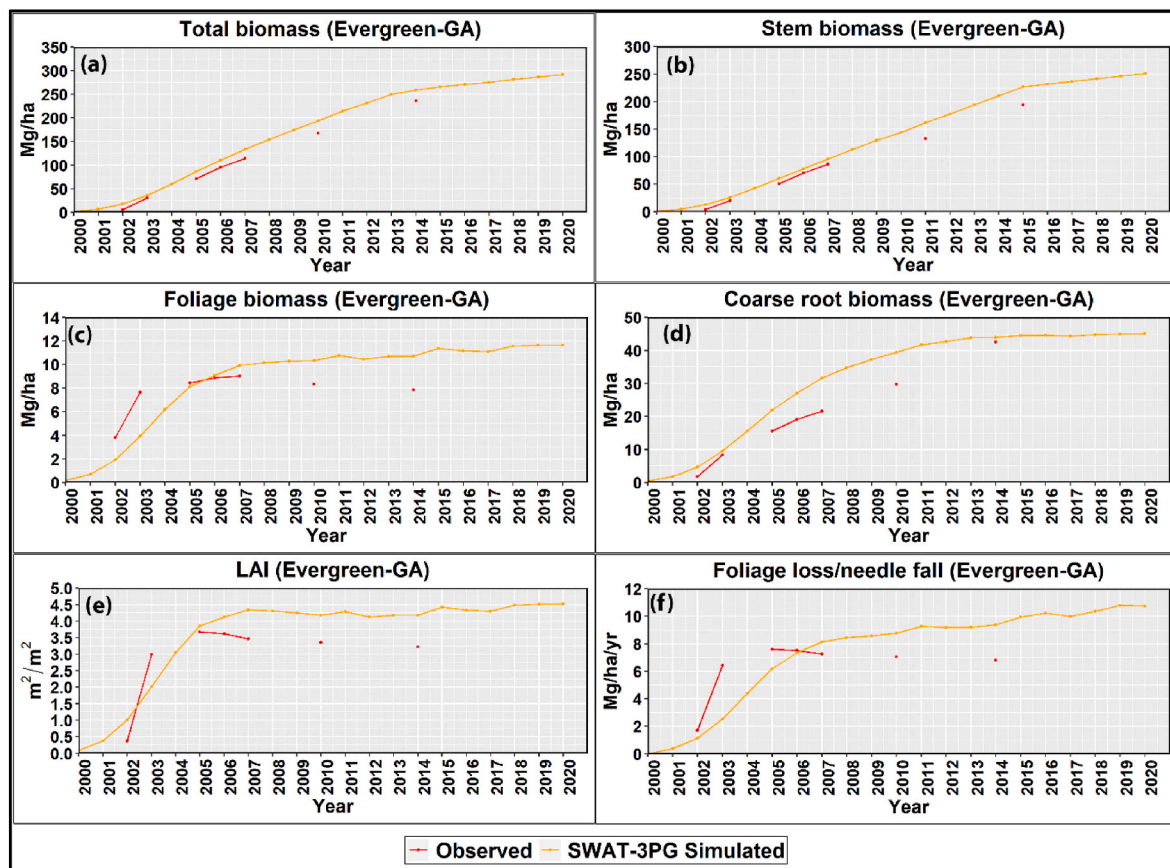 Total biomass (Evergreen-GA)
(a)
Mg/ha
350
300
250
200
150
100
50
0
2000 2001 2002 2003 2004 2005 2006 2007 2008 2009 2010 2011 2012 2013 2014 2015 2016 2017 2018 2019 2020
Year
Stem biomass (Evergreen-GA)
(b)
Mg/ha
300
250
200
150
100
50
0
2000 2001 2002 2003 2004 2005 2006 2007 2008 2009 2010 2011 2012 2013 2014 2015 2016 2017 2018 2019 2020
Year
Foliage biomass (Evergreen-GA)
(c)
Mg/ha
14
12
10
8
6
4
2
0
2000 2001 2002 2003 2004 2005 2006 2007 2008 2009 2010 2011 2012 2013 2014 2015 2016 2017 2018 2019 2020
Year
Coarse root biomass (Evergreen-GA)
(d)
Mg/ha
50
40
30
20
10
0
2000 2001 2002 2003 2004 2005 2006 2007 2008 2009 2010 2011 2012 2013 2014 2015 2016 2017 2018 2019 2020
Year
LAI (Evergreen-GA)
(e)
m²/m²
5.0
4.5
4.0
3.5
3.0
2.5
2.0
1.5
1.0
0.5
0.0
2000 2001 2002 2003 2004 2005 2006 2007 2008 2009 2010 2011 2012 2013 2014 2015 2016 2017 2018 2019 2020
Year
Foliage loss/needle fall (Evergreen-GA)
(f)
Mg/ha/yr
12
10
8
6
4
2
0
2000 2001 2002 2003 2004 2005 2006 2007 2008 2009 2010 2011 2012 2013 2014 2015 2016 2017 2018 2019 2020
Year
Observed SWAT-3PG Simulated